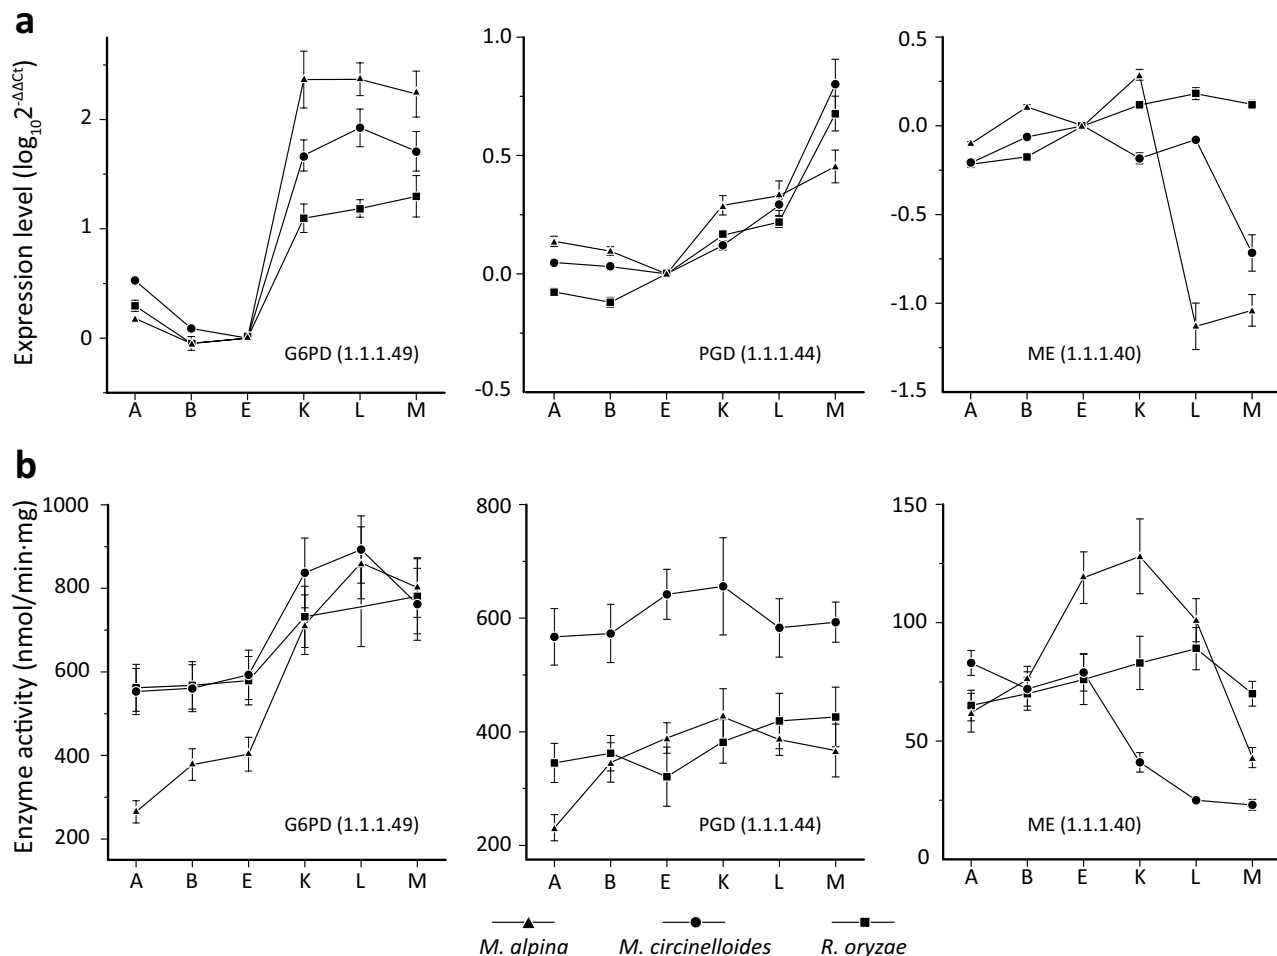 a
Expression level (log₁₀2^-ΔΔCt)
2
1
0
G6PD (1.1.1.49)
A B E K L M
1.0
0.5
0.0
-0.5
PGD (1.1.1.44)
A B E K L M
0.5
0.0
-0.5
-1.0
-1.5
ME (1.1.1.40)
A B E K L M
b
Enzyme activity (nmol/min·mg)
1000
800
600
400
200
G6PD (1.1.1.49)
A B E K L M
800
600
400
200
PGD (1.1.1.44)
A B E K L M
150
100
50
0
ME (1.1.1.40)
A B E K L M
M. alpina M. circinelloides R. oryzae